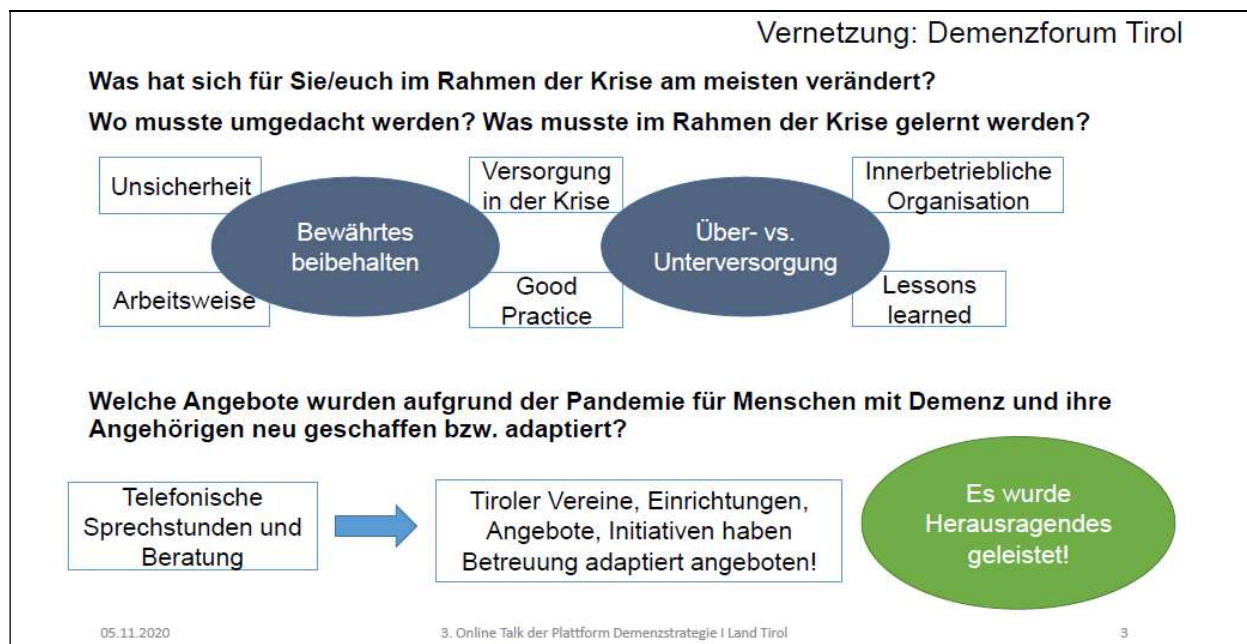 Vernetzung: Demenzforum Tirol
Was hat sich für Sie/euch im Rahmen der Krise am meisten verändert?
Wo musste umgedacht werden? Was musste im Rahmen der Krise gelernt werden?
Unsicherheit
Bewährtes
beibehalten
Versorgung
in der Krise
Über- vs.
Unterversorgung
Innerbetriebliche
Organisation
Arbeitsweise
Good
Practice
Lessons
learned
Welche Angebote wurden aufgrund der Pandemie für Menschen mit Demenz und ihre
Angehörigen neu geschaffen bzw. adaptiert?
Telefonische
Sprechstunden und
Beratung
Tiroler Vereine, Einrichtungen,
Angebote, Initiativen haben
Betreuung adaptiert angeboten!
Es wurde
Herausragendes
geleistet!
05.11.2020
3. Online Talk der Plattform Demenzstrategie I Land Tirol
3